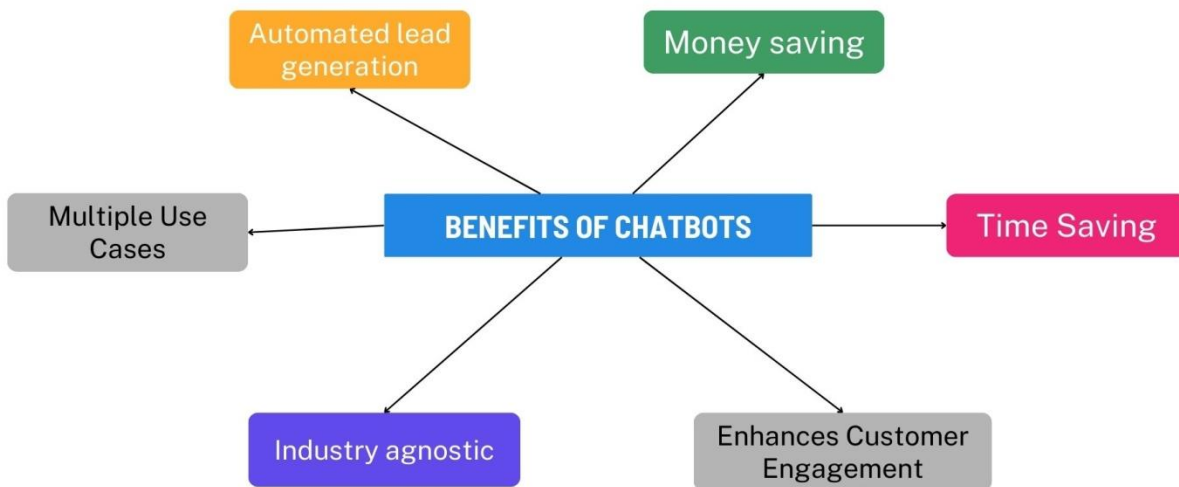 Automated lead
generation
Money saving
Multiple Use
Cases
BENEFITS OF CHATBOTS
Time Saving
Industry agnostic
Enhances Customer
Engagement